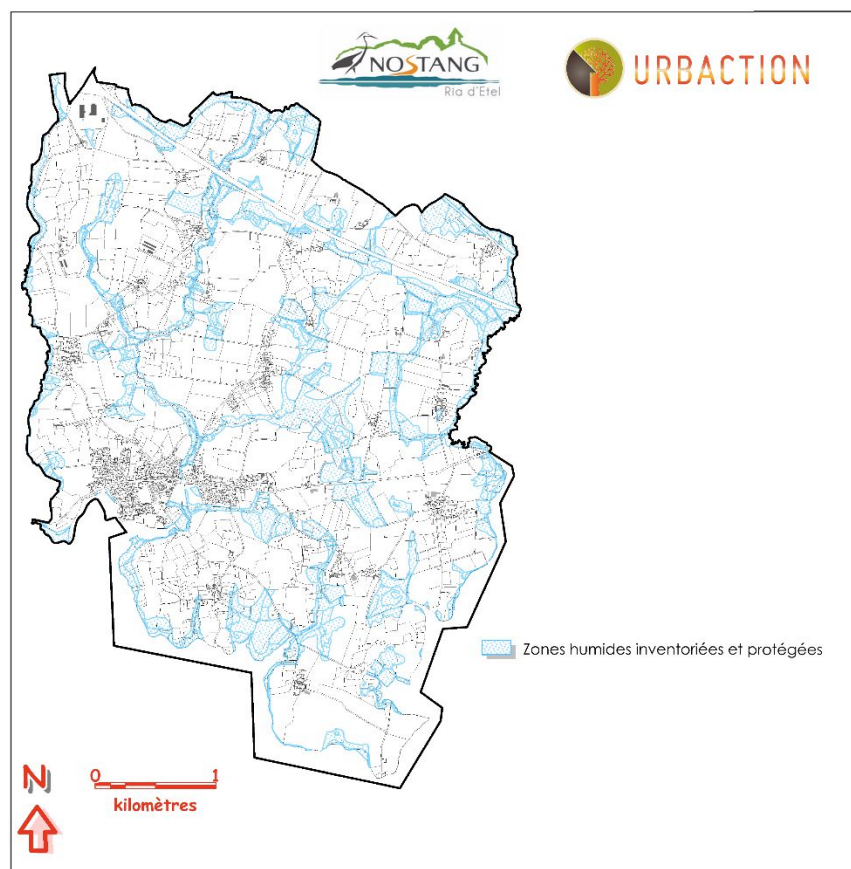 NOSTANG
Ria d'Etel
URBACTION
Zones humides inventoriées et protégées
N
0 1
kilomètres